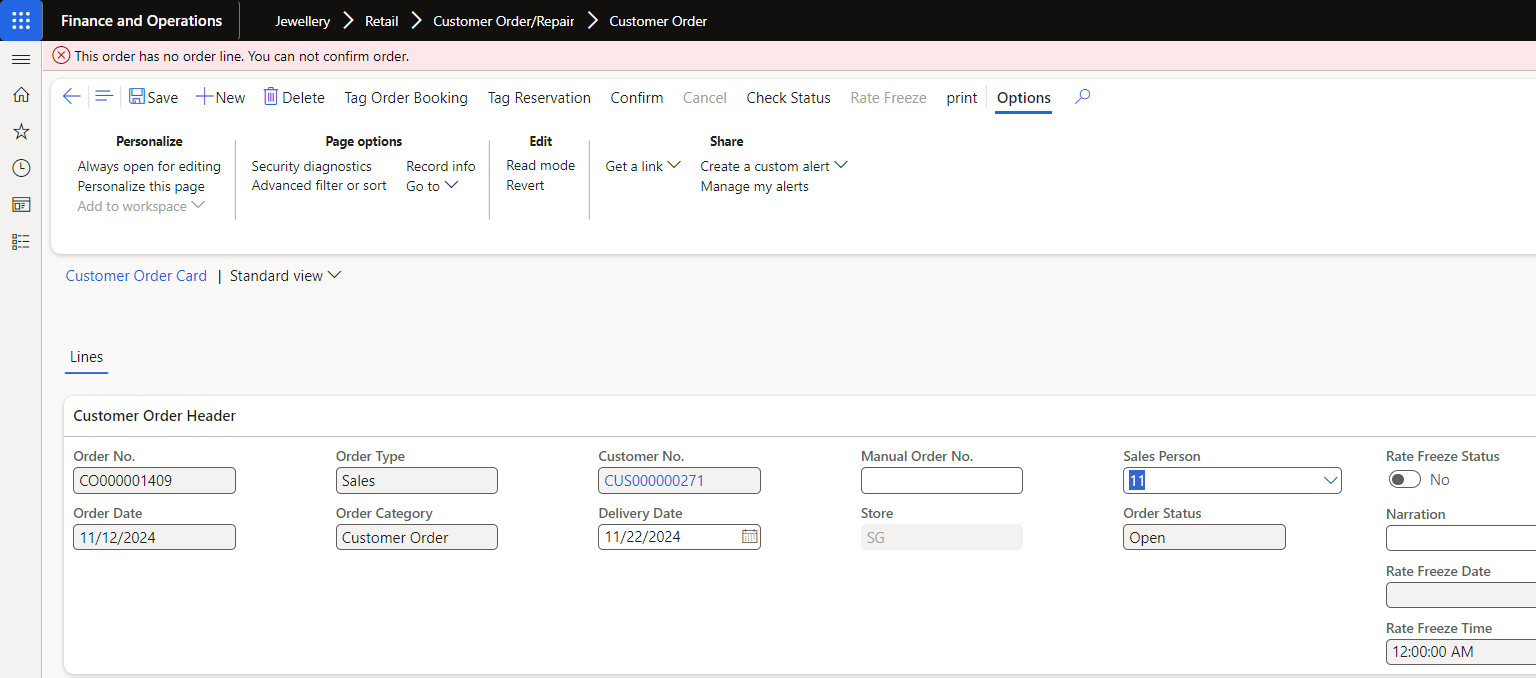 Finance and Operations Jewellery Retail Customer Order/Repair Customer Order
This order has no order line. You can not confirm order.
Save New Delete Tag Order Booking Tag Reservation Confirm Cancel Check Status Rate Freeze print Options
Personalize
Always open for editing
Personalize this page
Add to workspace
Page options
Security diagnostics Record info
Advanced filter or sort Go to
Edit
Read mode
Revert
Get a link
Share
Create a custom alert
Manage my alerts
Customer Order Card | Standard view
Lines
Customer Order Header
Order No. Order Type Customer No. Manual Order No. Sales Person Rate Freeze Status
CO000001409 Sales CUS000000271 11 No
Order Date Order Category Delivery Date Store Order Status Narration
11/12/2024 Customer Order 11/22/2024 SG Open
Rate Freeze Date
Rate Freeze Time
12:00:00 AM